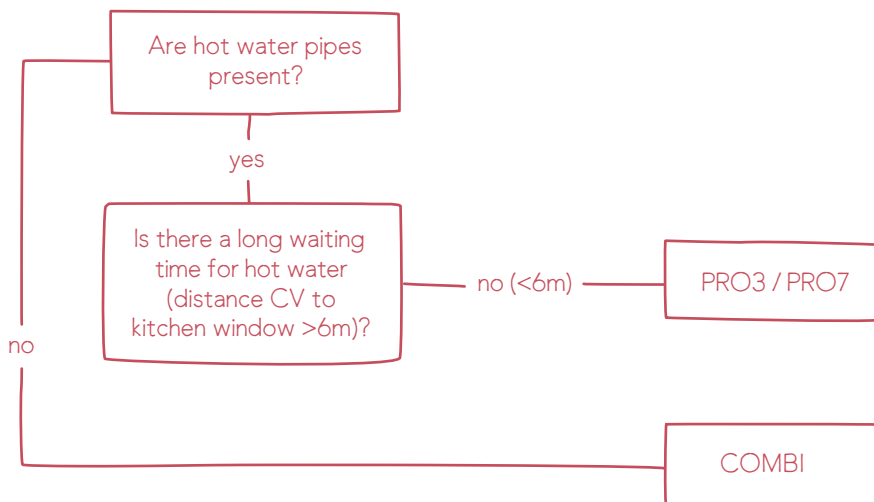 Are hot water pipes
present?
yes
Is there a long waiting
time for hot water
(distance CV to
kitchen window >6m)?
no (<6m)
PRO3 / PRO7
no
COMBI